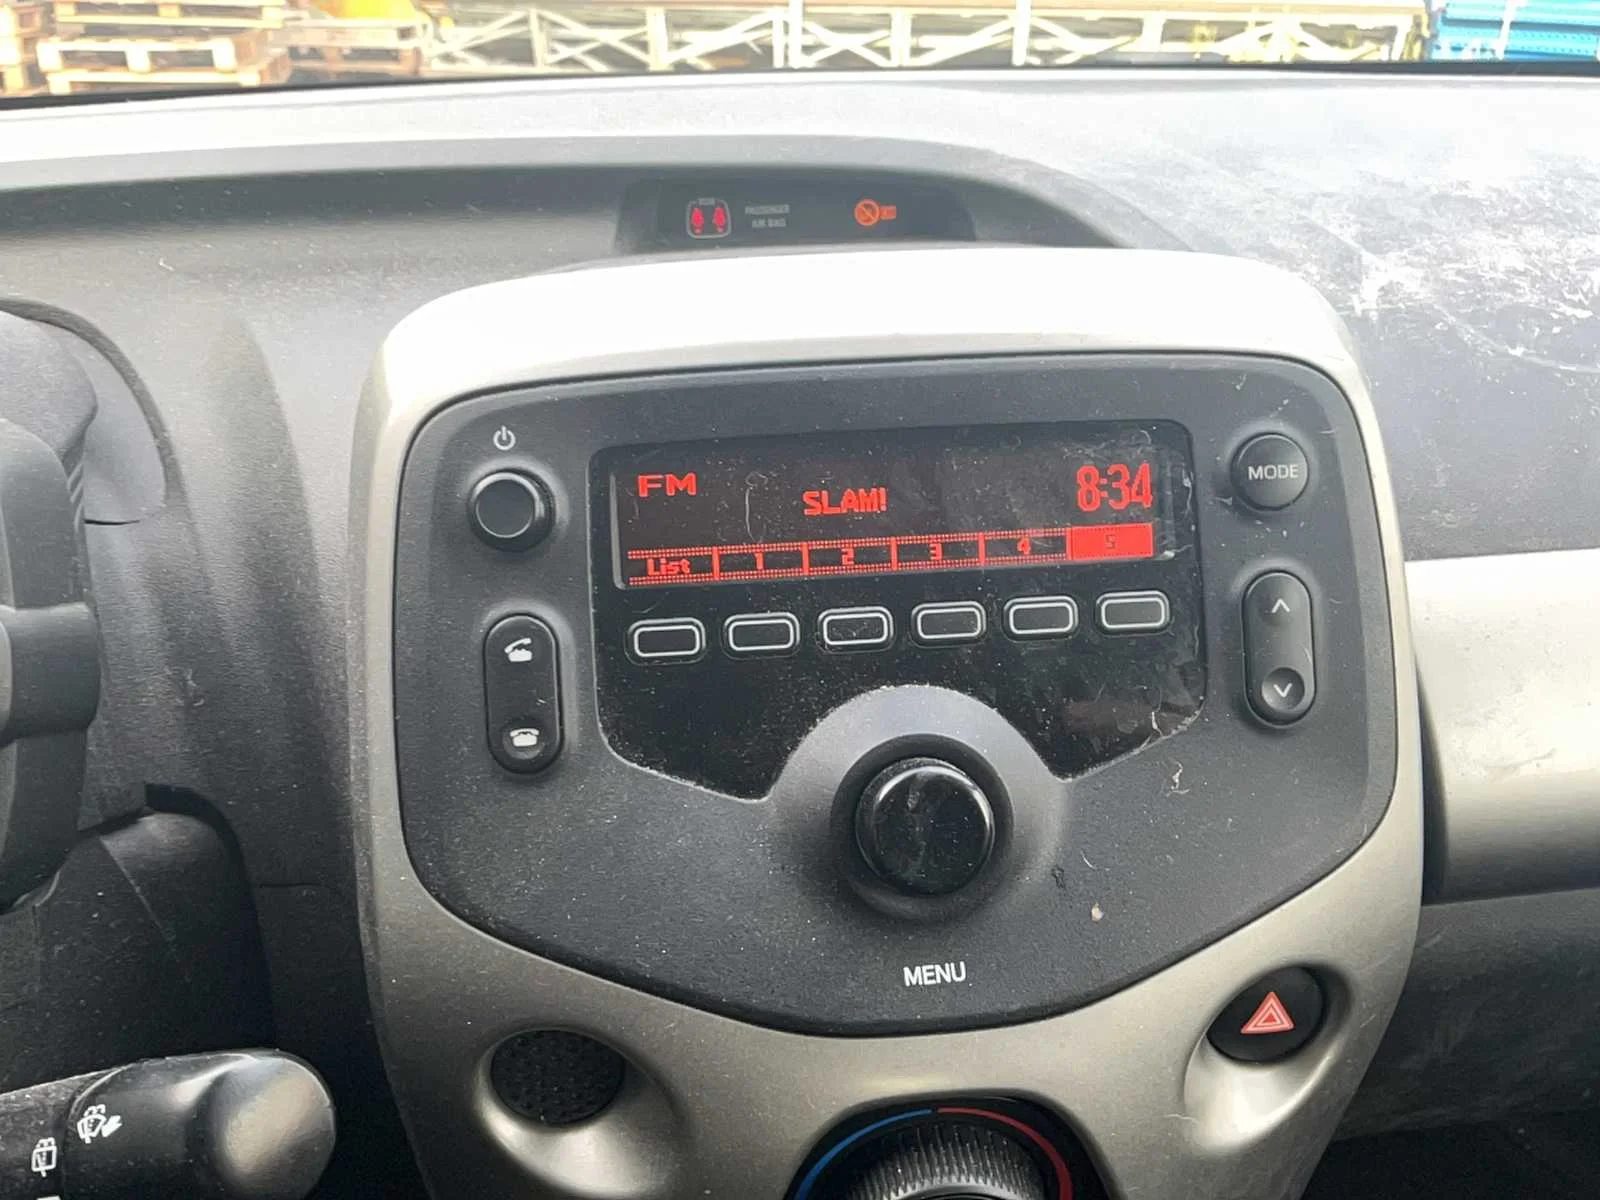 PASSENGER
AIR BAG
FM
SLAM!
8:34
List 1 2 3 4 5
MODE
MENU